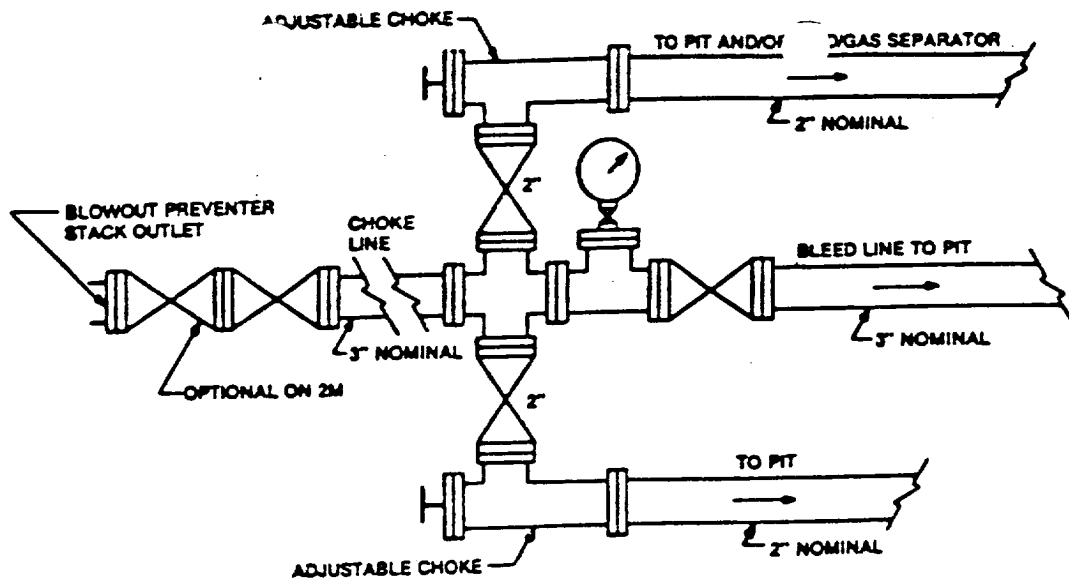 ADJUSTABLE CHOKE
TO PIT AND/OR /GAS SEPARATOR
2" NOMINAL
2"
BLOWOUT PREVENTER
STACK OUTLET
CHOKE
LINE
BLEED LINE TO PIT
3" NOMINAL
3" NOMINAL
OPTIONAL ON 2M
2"
TO PIT
2" NOMINAL
ADJUSTABLE CHOKE